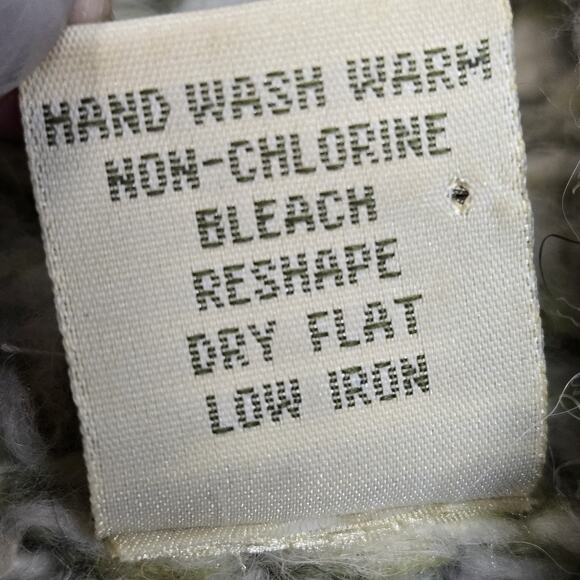 HAND WASH WARM
NON-CHLORINE
BLEACH
RESHAPE
DRY FLAT
LOW IRON